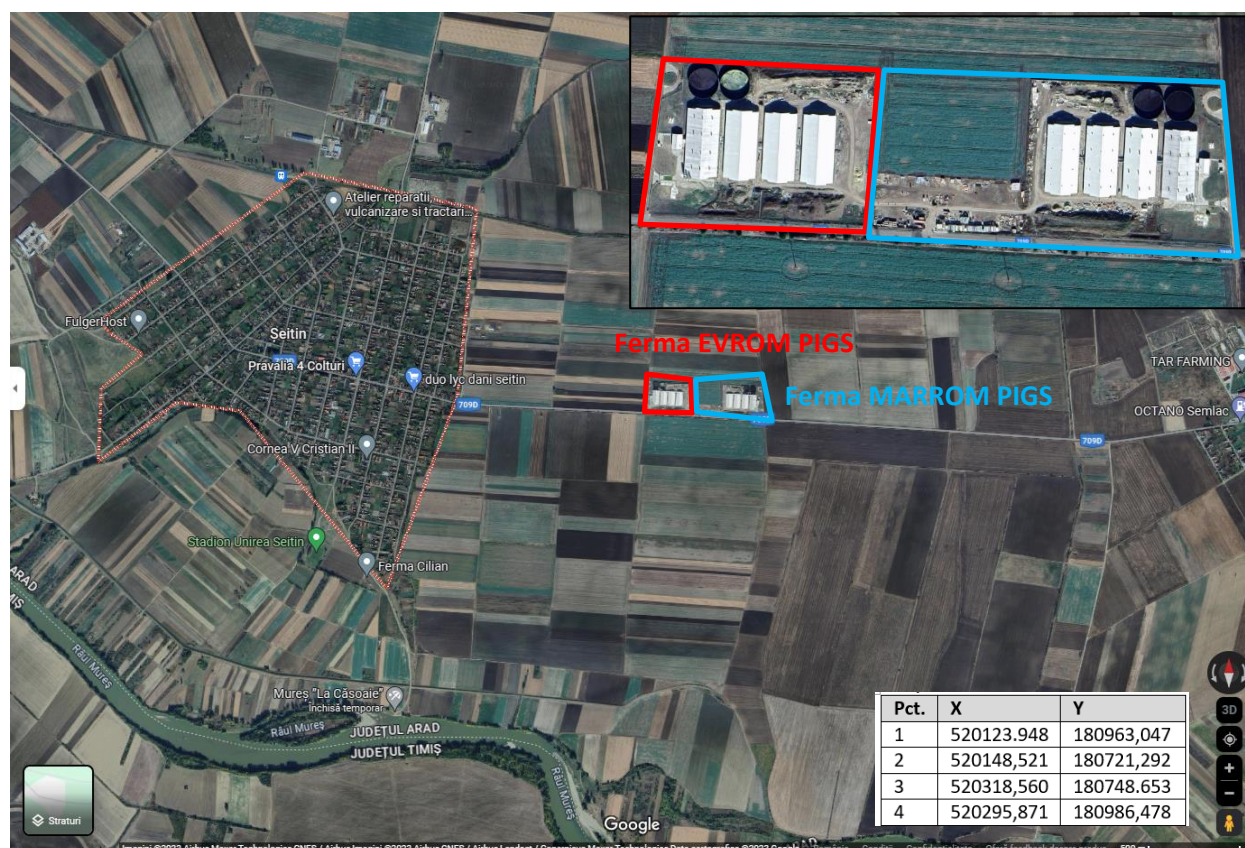 Atelier reparatii,
vulcanizare si tractari...
FulgerHost
Șeitin
Prăvălia 4 Colțuri
duo lyc dani seitin
709D
Cornea V Cristian II
Stadion Unirea Seitin
Ferma Cilian
Ferma EVROM PIGS
Ferma MARROM PIGS
TAR FARMING
OCTANO Semlac
709D
ARAD
TIMIȘ
Râul Mureș
Mureș "La Căsoaie"
Închisă temporar
Râul Mureș
JUDEȚUL ARAD
JUDEȚUL TIMIȘ
Râul Mureș
Straturi
Google
3D
Pct. X Y
1 520123.948 180963,047
2 520148,521 180721,292
3 520318,560 180748.653
4 520295,871 180986,478